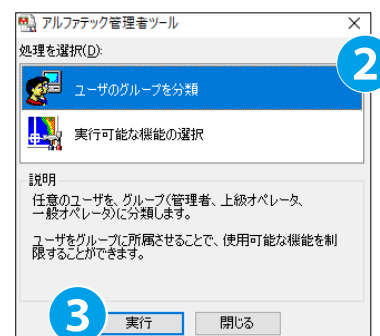 アルファテック管理者ツール
処理を選択(D):
2
ユーザのグループを分類
実行可能な機能の選択
説明
任意のユーザを、グループ(管理者、上級オペレータ、
一般オペレータ)に分類します。
ユーザをグループに所属させることで、使用可能な機能を制
限することができます。
3
実行
閉じる